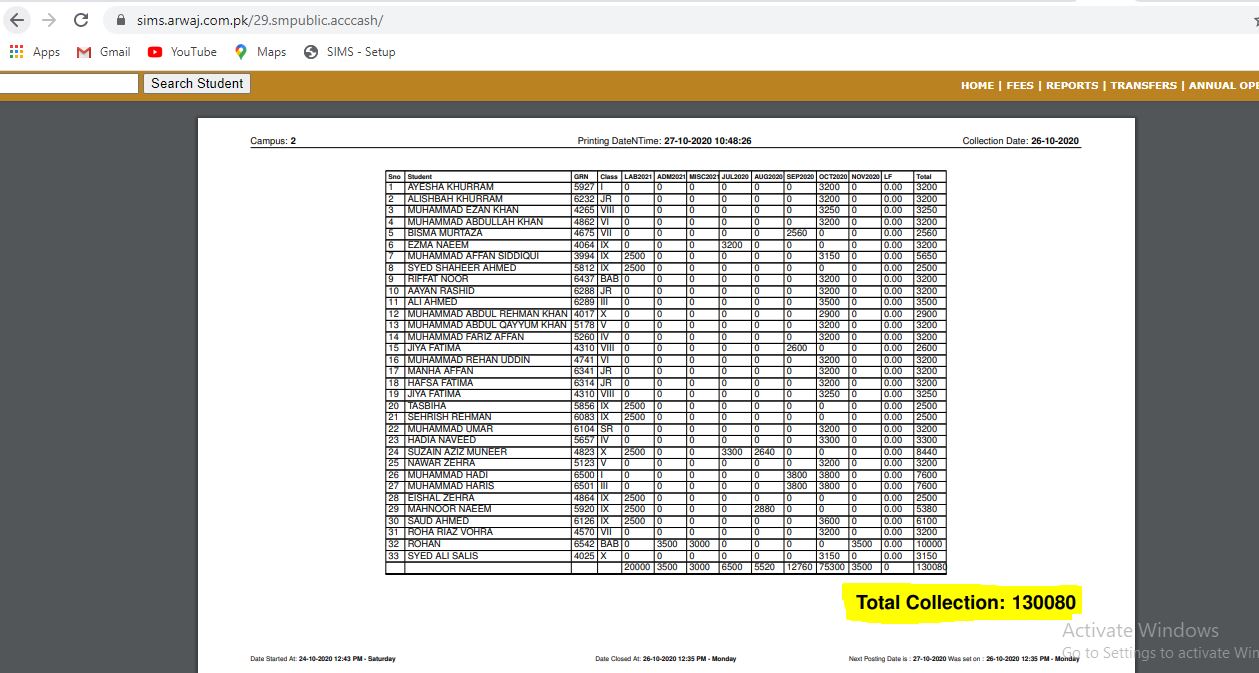 sims.arwaj.com.pk/29.smpublic.acccash/
Apps Gmail YouTube Maps SIMS - Setup
Search Student HOME | FEES | REPORTS | TRANSFERS | ANNUAL OPE
Campus: 2 Printing DateNTime: 27-10-2020 10:48:26 Collection Date: 26-10-2020
Sno Student GRN Class LAB2021 ADM2021 MISC2021 JUL2020 AUG2020 SEP2020 OCT2020 NOV2020 LF Total
1 AYESHA KHURRAM 5927 I 0 0 0 0 0 0 3200 0 0.00 3200
2 ALISHBAH KHURRAM 6232 JR 0 0 0 0 0 0 3200 0 0.00 3200
3 MUHAMMAD EZAN KHAN 4265 VIII 0 0 0 0 0 0 3250 0 0.00 3250
4 MUHAMMAD ABDULLAH KHAN 4862 VI 0 0 0 0 0 0 3200 0 0.00 3200
5 BISMA MURTAZA 4675 VII 0 0 0 0 0 2560 0 0 0.00 2560
6 EZMA NAEEM 4064 IX 0 0 0 3200 0 0 0 0 0.00 3200
7 MUHAMMAD AFFAN SIDDIQUI 3994 IX 2500 0 0 0 0 0 3150 0 0.00 5650
8 SYED SHAHEER AHMED 5812 IX 2500 0 0 0 0 0 0 0 0.00 2500
9 RIFFAT NOOR 6437 BAB 0 0 0 0 0 0 3200 0 0.00 3200
10 AAYAN RASHID 6288 JR 0 0 0 0 0 0 3200 0 0.00 3200
11 ALI AHMED 6289 III 0 0 0 0 0 0 3500 0 0.00 3500
12 MUHAMMAD ABDUL REHMAN KHAN 4017 X 0 0 0 0 0 0 2900 0 0.00 2900
13 MUHAMMAD ABDUL QAYYUM KHAN 5178 V 0 0 0 0 0 0 3200 0 0.00 3200
14 MUHAMMAD FARIZ AFFAN 5260 IV 0 0 0 0 0 0 3200 0 0.00 3200
15 JIYA FATIMA 4310 VIII 0 0 0 0 0 2600 0 0 0.00 2600
16 MUHAMMAD REHAN UDDIN 4741 VI 0 0 0 0 0 0 3200 0 0.00 3200
17 MANHA AFFAN 6341 JR 0 0 0 0 0 0 3200 0 0.00 3200
18 HAFSA FATIMA 6314 JR 0 0 0 0 0 0 3200 0 0.00 3200
19 JIYA FATIMA 4310 VIII 0 0 0 0 0 0 3250 0 0.00 3250
20 TASBIHA 5856 IX 2500 0 0 0 0 0 0 0 0.00 2500
21 SEHRISH REHMAN 6083 IX 2500 0 0 0 0 0 0 0 0.00 2500
22 MUHAMMAD UMAR 6104 SR 0 0 0 0 0 0 3200 0 0.00 3200
23 HADIA NAVEED 5657 IV 0 0 0 0 0 0 3300 0 0.00 3300
24 SUZAIN AZIZ MUNEER 4823 X 2500 0 0 3300 2640 0 0 0 0.00 8440
25 NAWAR ZEHRA 5123 V 0 0 0 0 0 0 3200 0 0.00 3200
26 MUHAMMAD HADI 6500 I 0 0 0 0 0 3800 3800 0 0.00 7600
27 MUHAMMAD HARIS 6501 III 0 0 0 0 0 3800 3800 0 0.00 7600
28 EISHAL ZEHRA 4864 IX 2500 0 0 0 0 0 0 0 0.00 2500
29 MAHNOOR NAEEM 5920 IX 2500 0 0 0 2880 0 0 0 0.00 5380
30 SAUD AHMED 6126 IX 2500 0 0 0 0 0 3600 0 0.00 6100
31 ROHA RIAZ VOHRA 4570 VII 0 0 0 0 0 0 3200 0 0.00 3200
32 ROHAN 6542 BAB 0 3500 3000 0 0 0 0 3500 0.00 10000
33 SYED ALI SALIS 4025 X 0 0 0 0 0 0 3150 0 0.00 3150
20000 3500 3000 6500 5520 12760 75300 3500 0 130080
Total Collection: 130080
Activate Windows
Go to Settings to activate Win
Date Started At: 24-10-2020 12:43 PM - Saturday Date Closed At: 26-10-2020 12:35 PM - Monday Next Posting Date is : 27-10-2020 Was set on : 26-10-2020 12:35 PM - Monday